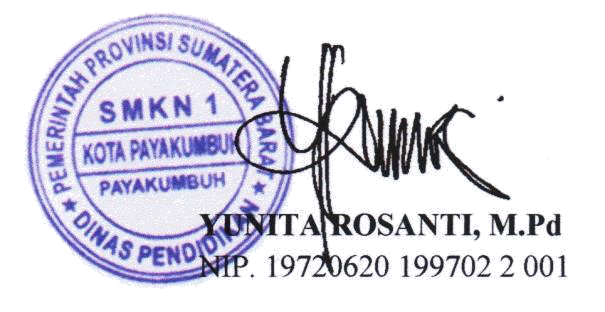 PEMERINTAH PROVINSI SUMATERA BARAT
SMKN 1
KOTA PAYAKUMBUH
PAYAKUMBUH
★ DINAS PENDIDIKAN ★
YUNITA ROSANTI, M.Pd
NIP. 19720620 199702 2 001